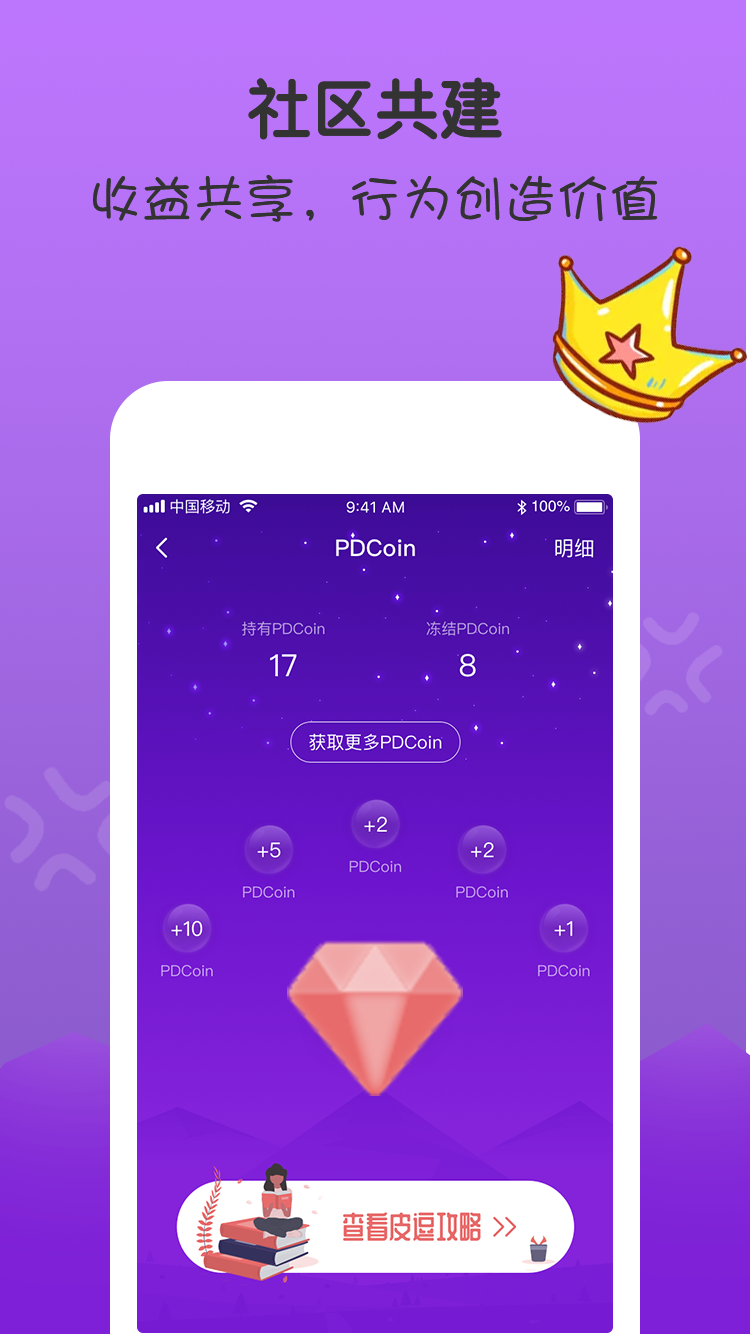 社区共建
收益共享，行为创造价值
中国移动 9:41 AM 100%
PDCoin 明细
持有PDCoin 冻结PDCoin
17 8
获取更多PDCoin
+2
PDCoin
+5 +2
PDCoin PDCoin
+10 +1
PDCoin PDCoin
查看皮逗攻略 >>